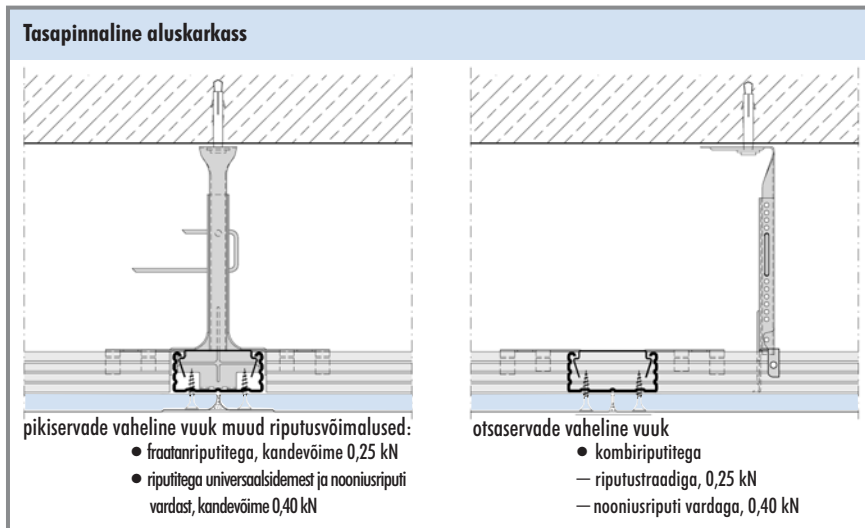 Tasapinnaline aluskarkass
pikiservade vaheline vuuk muud riputusvõimalused:
● fraatanriputitega, kandevõime 0,25 kN
● riputitega universaalsidemest ja nooniusriputi
vardast, kandevõime 0,40 kN
otsaservade vaheline vuuk
● kombiriputitega
— riputustraadiga, 0,25 kN
— nooniusriputi vardaga, 0,40 kN